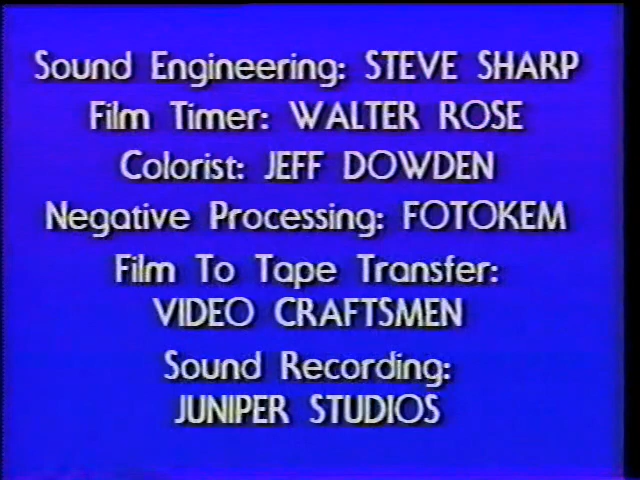 Sound Engineering: STEVE SHARP
Film Timer: WALTER ROSE
Colorist: JEFF DOWDEN
Negative Processing: FOTOKEM
Film To Tape Transfer:
VIDEO CRAFTSMEN
Sound Recording:
JUNIPER STUDIOS